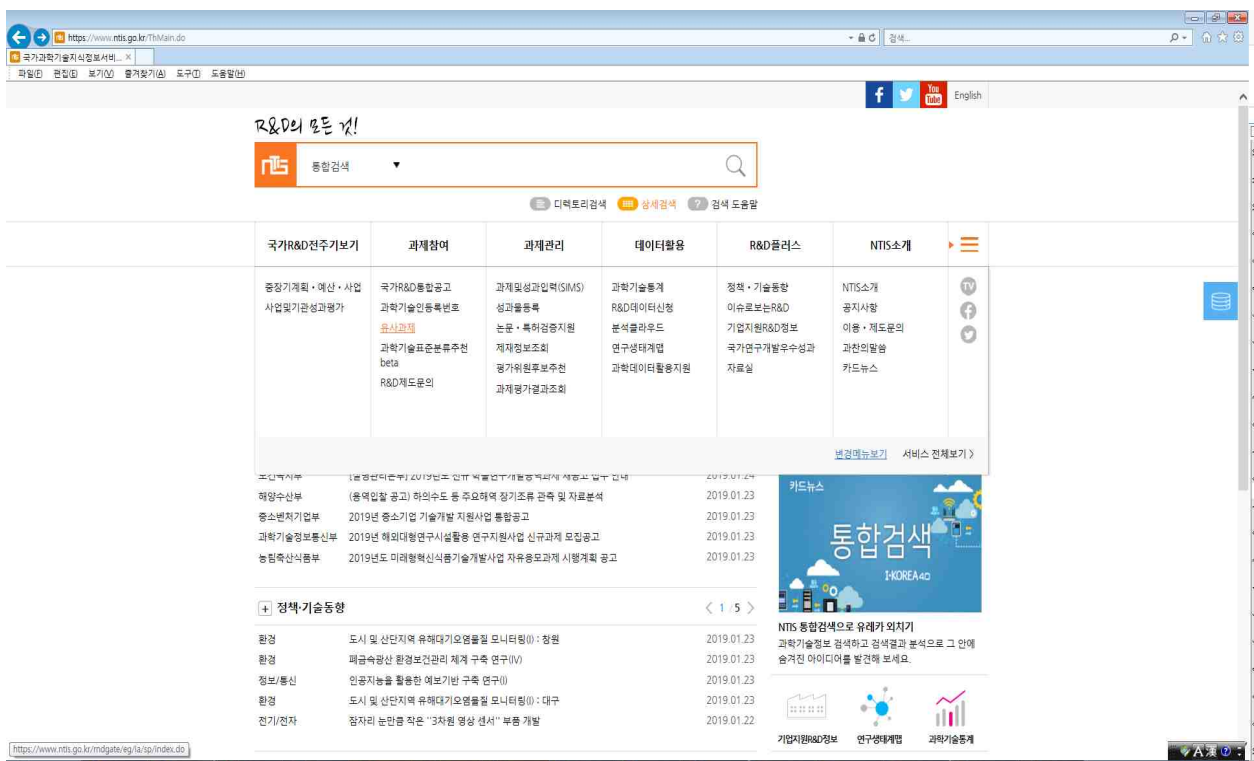 https://www.ntis.go.kr/ThMain.do
검색...
국가과학기술지식정보서비...
파일(F) 편집(E) 보기(V) 즐겨찾기(A) 도구(T) 도움말(H)
f You Tube English
R&D의 모든 것!
ntis 통합검색
디렉토리검색 상세검색 ? 검색 도움말
국가R&D전주기보기 과제참여 과제관리 데이터활용 R&D플러스 NTIS소개
중장기계획・예산・사업 국가R&D통합공고 과제및성과입력(SIMS) 과학기술통계 정책・기술동향 NTIS소개 TV
사업및기관성과평가 과학기술인등록번호 성과물등록 R&D데이터신청 이슈로보는R&D 공지사항
유사과제 논문・특허검증지원 분석클라우드 기업지원R&D정보 이용・제도문의
과학기술표준분류추천 제재정보조회 연구생태계맵 국가연구개발우수성과 과찬의말씀
beta 평가위원후보추천 과학데이터활용지원 자료실 카드뉴스
R&D제도문의 과제평가결과조회
변경메뉴보기 서비스 전체보기 >
보건복지부 2019.01.24
해양수산부 (용역입찰 공고) 하의수도 등 주요해역 장기조류 관측 및 자료분석 2019.01.23
중소벤처기업부 2019년 중소기업 기술개발 지원사업 통합공고 2019.01.23
과학기술정보통신부 2019년 해외대형연구시설활용 연구지원사업 신규과제 모집공고 2019.01.23
농림축산식품부 2019년도 미래형혁신식품기술개발사업 자유응모과제 시행계획 공고 2019.01.23
카드뉴스
통합검색
I-KOREA 4.0
+ 정책·기술동향 < 1 / 5 >
환경 도시 및 산단지역 유해대기오염물질 모니터링(I) : 창원 2019.01.23
환경 폐금속광산 환경보건관리 체계 구축 연구(IV) 2019.01.23
정보/통신 인공지능을 활용한 예보기반 구축 연구(I) 2019.01.23
환경 도시 및 산단지역 유해대기오염물질 모니터링(I) : 대구 2019.01.23
전기/전자 잠자리 눈만큼 작은 "3차원 영상 센서" 부품 개발 2019.01.22
NTIS 통합검색으로 유레카 외치기
과학기술정보 검색하고 검색결과 분석으로 그 안에
숨겨진 아이디어를 발견해 보세요.
기업지원R&D정보 연구생태계맵 과학기술통계
https://www.ntis.go.kr/rndgate/eg/la/sp/index.do
A 漢